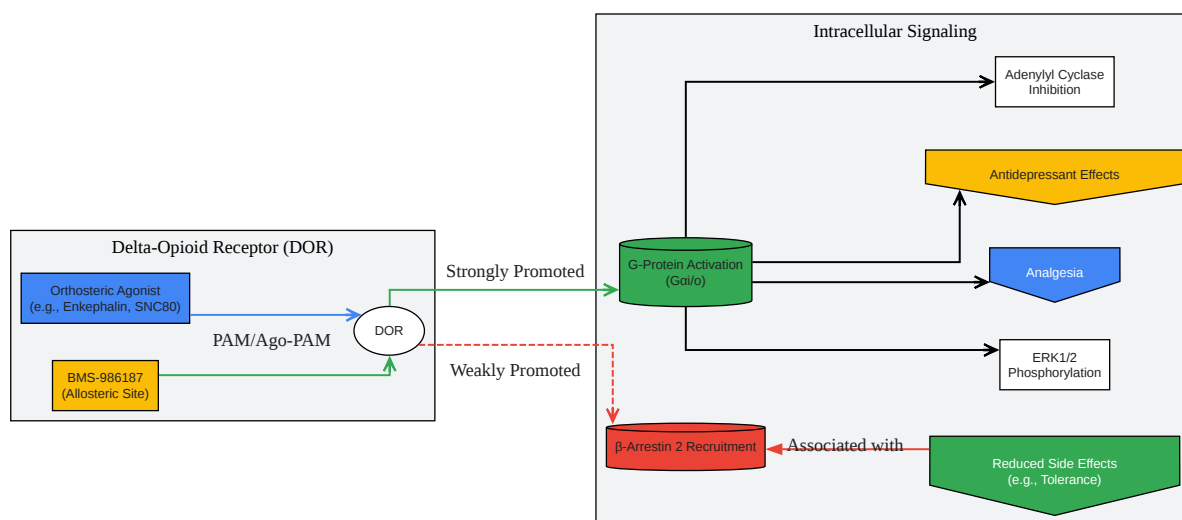 Intracellular Signaling
Adenylyl Cyclase
Inhibition
Antidepressant Effects
Delta-Opioid Receptor (DOR)
Orthosteric Agonist
(e.g., Enkephalin, SNC80)
DOR
PAM/Ago-PAM
BMS-986187
(Allosteric Site)
Strongly Promoted
Weakly Promoted
G-Protein Activation
(Gαi/o)
Analgesia
ERK1/2
Phosphorylation
β-Arrestin 2 Recruitment
Associated with
Reduced Side Effects
(e.g., Tolerance)